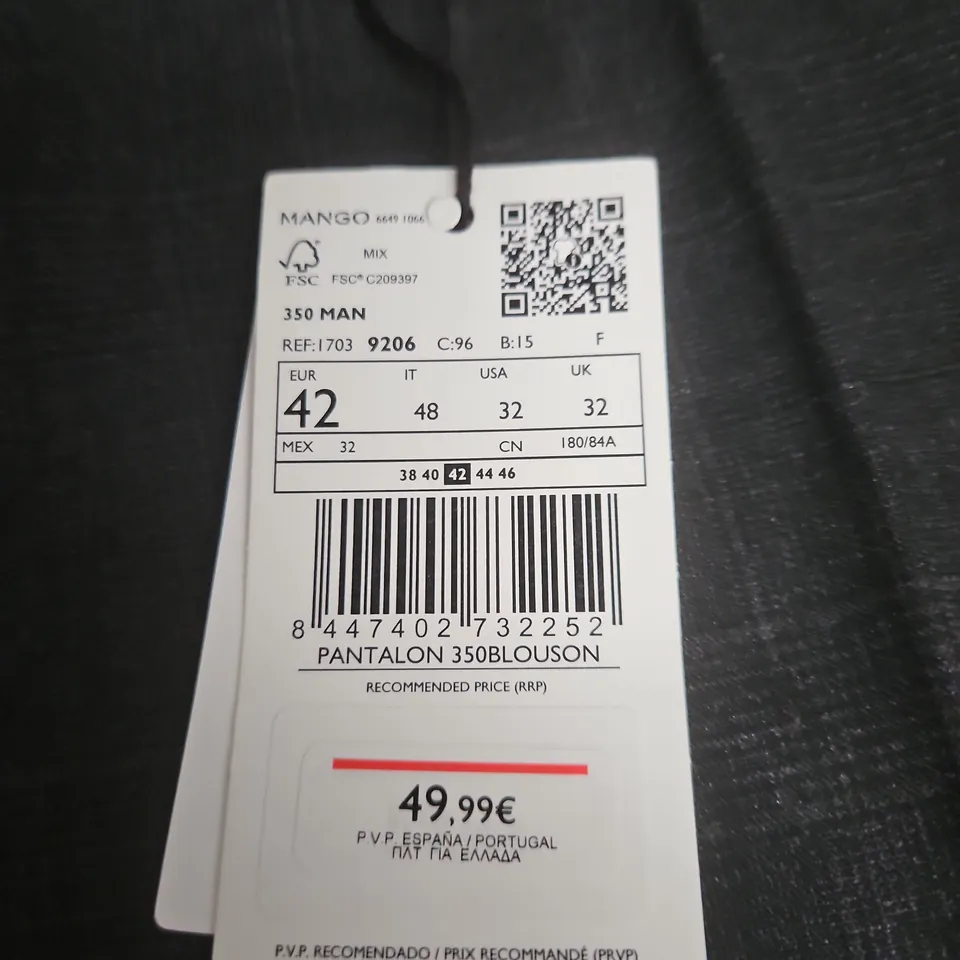 MANGO 6649 1066
MIX
FSC FSC® C209397
350 MAN
REF:1703 9206 C:96 B:15 F
EUR IT USA UK
42 48 32 32
MEX 32 CN 180/84A
38 40 42 44 46
8 447402 732252
PANTALON 350BLOUSON
RECOMMENDED PRICE (RRP)
49,99€
P.V.P. ESPAÑA / PORTUGAL
ΠΛΤ ΓΙΑ ΕΛΛΑΔΑ
P.V.P. RECOMENDADO / PRIX RECOMMANDÉ (PRVP)